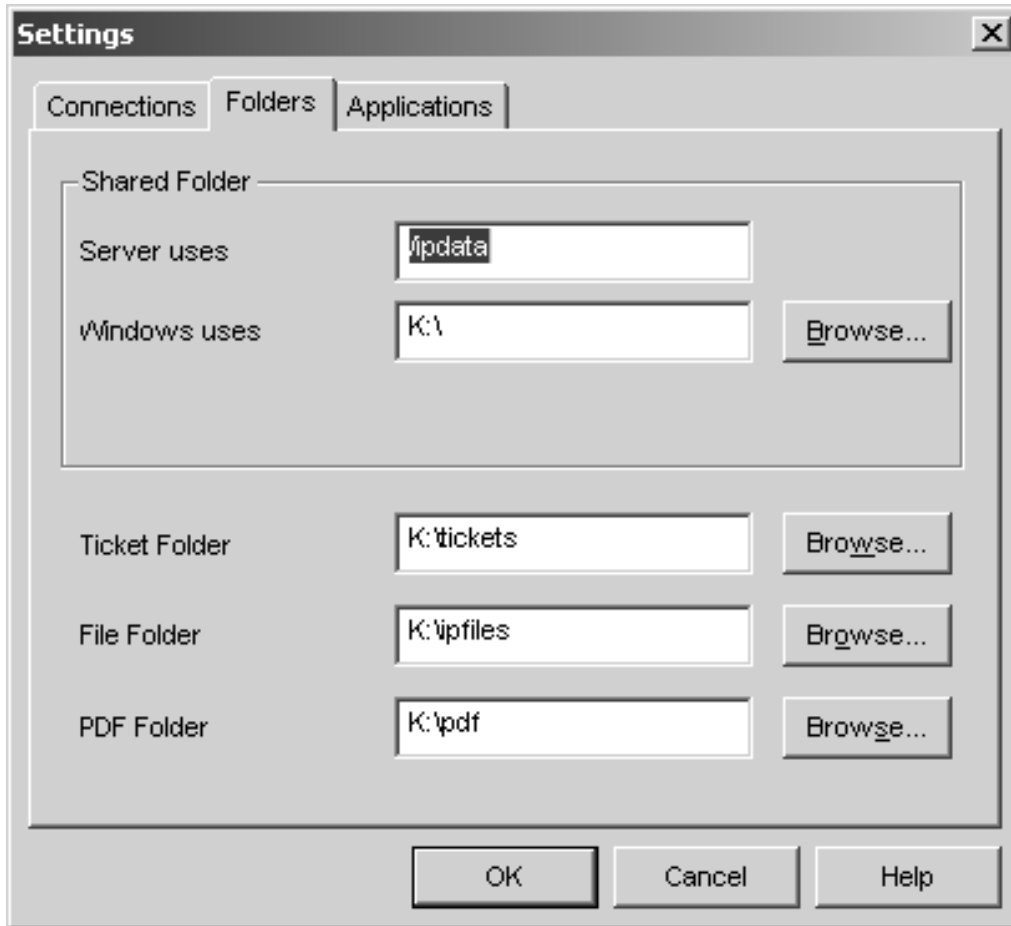 Settings
Connections Folders Applications
Shared Folder
Server uses /ipdata
Windows uses K:\ Browse...
Ticket Folder K:\tickets Browse...
File Folder K:\ipfiles Browse...
PDF Folder K:\pdf Browse...
OK Cancel Help